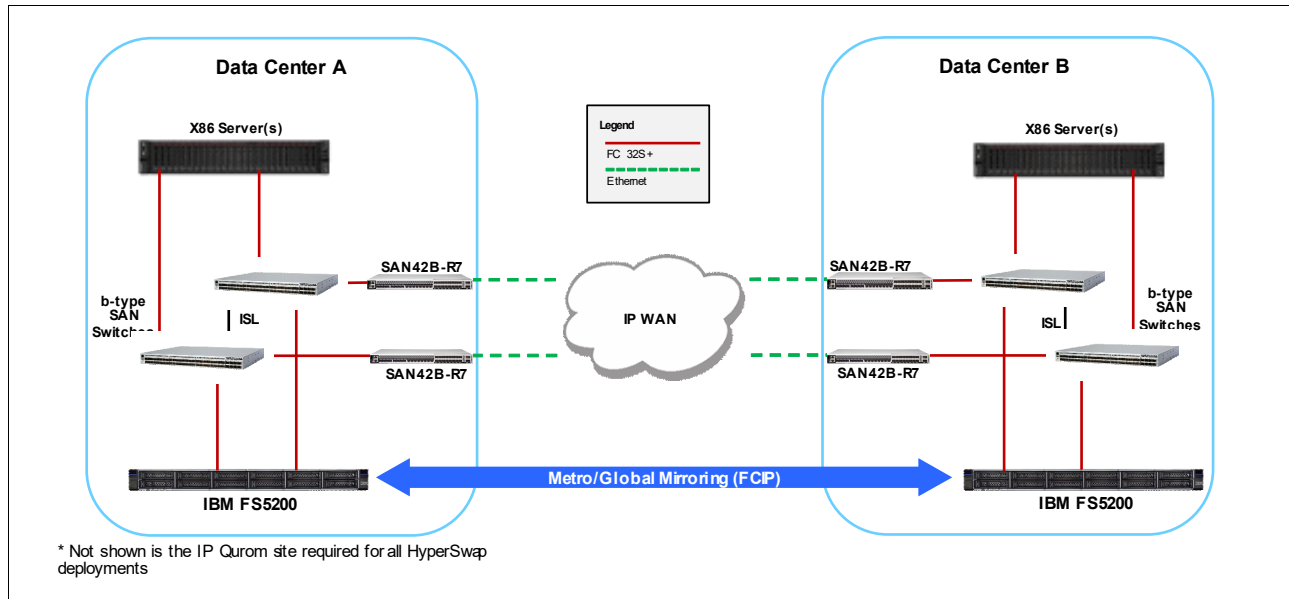 Data Center A
Data Center B
X86 Server(s)
X86 Server(s)
Legend
FC 32S+
Ethernet
SAN42B-R7
SAN42B-R7
b-type
SAN
Switches
ISL
IP WAN
ISL
b-type
SAN
Switches
SAN42B-R7
SAN42B-R7
Metro/Global Mirroring (FCIP)
IBM FS5200
IBM FS5200
* Not shown is the IP Qurom site required for all HyperSwap
deployments